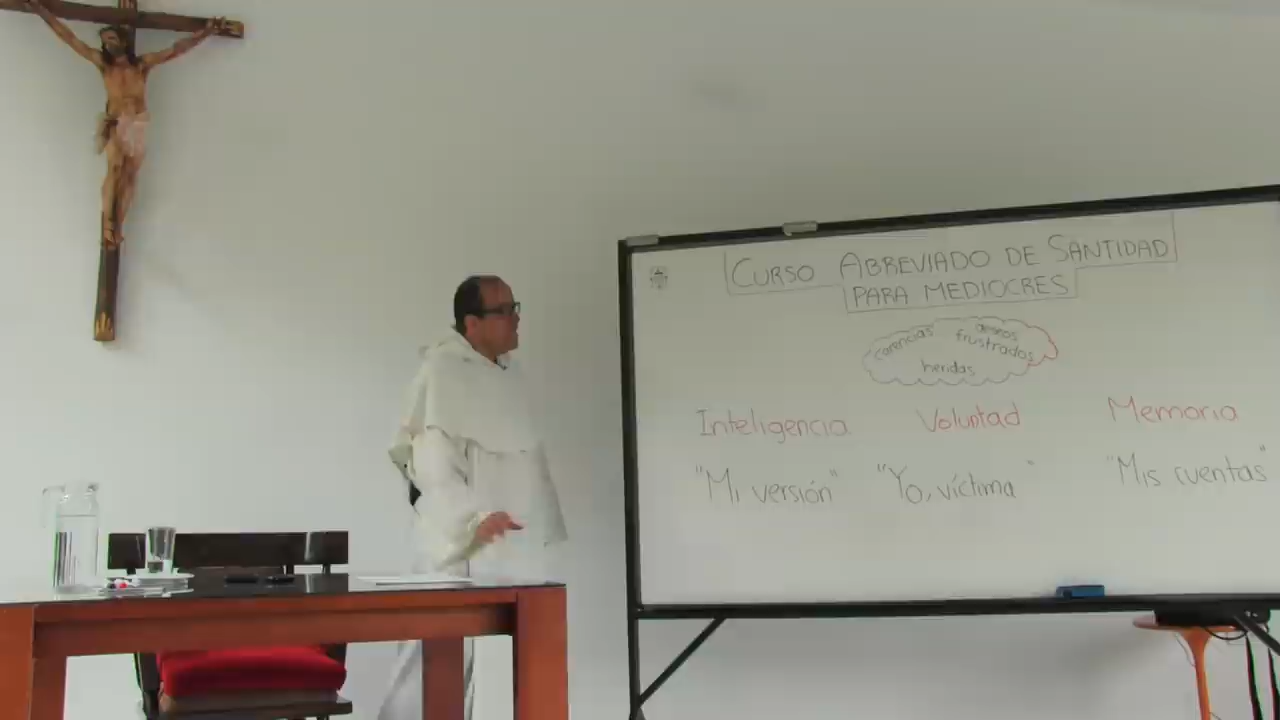 CURSO ABREVIADO DE SANTIDAD
PARA MEDIOCRES
carencias deseos frustrados
heridas
Inteligencia Voluntad Memoria
"Mi versión" "Yo, víctima" "Mis cuentas"